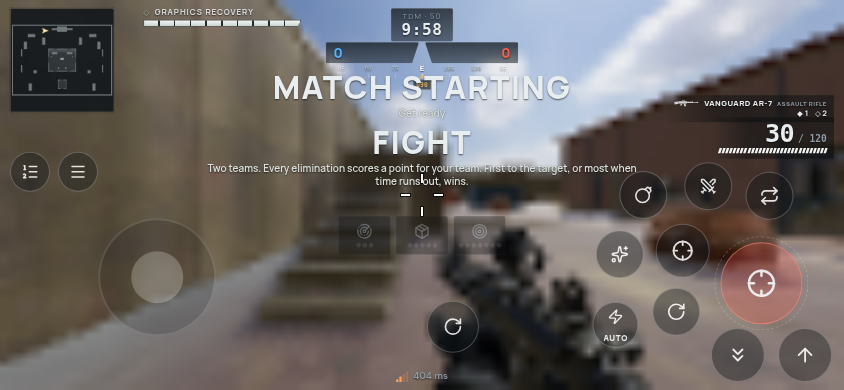 GRAPHICS RECOVERY
TDM · 50
9:58
0
0
E
MATCH STARTING
Get ready
FIGHT
Two teams. Every elimination scores a point for your team. First to the target, or most when
time runs out, wins.
VANGUARD AR-7 ASSAULT RIFLE
1 2
30 / 120
AUTO
404 ms